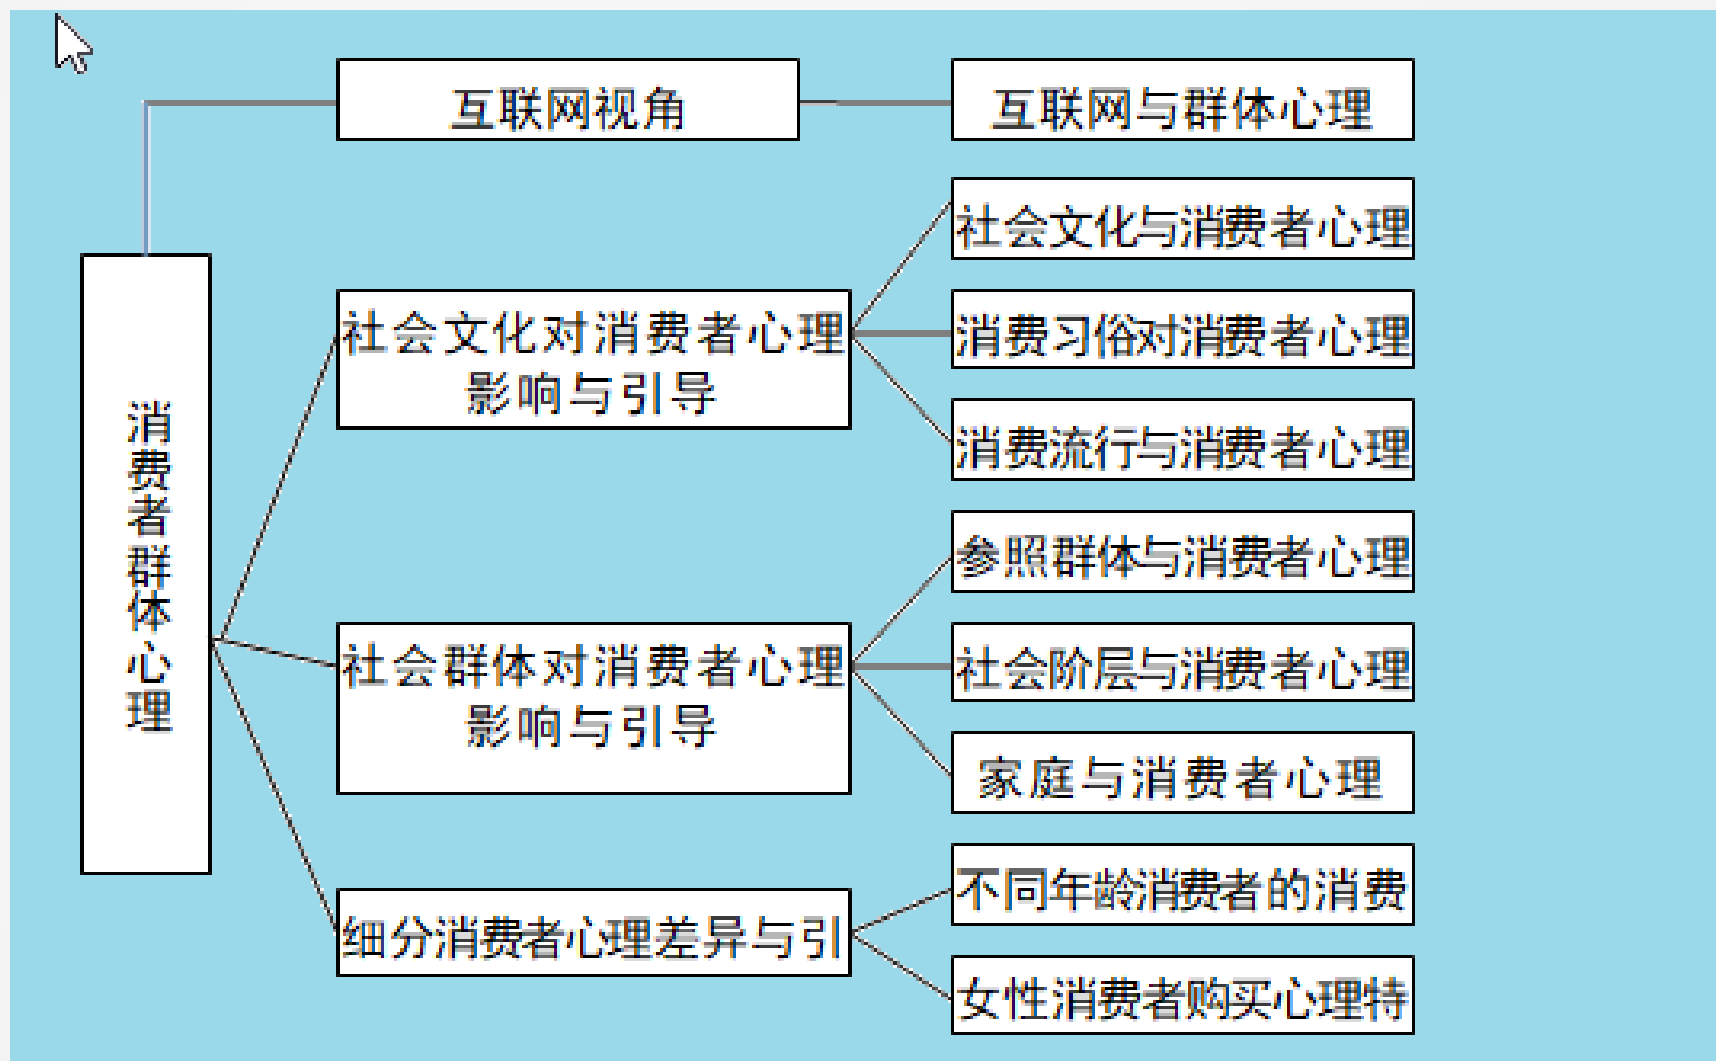 互联网视角
互联网与群体心理
社会文化与消费者心理
社会文化对消费者心理
影响与引导
消费习俗对消费者心理
消费流行与消费者心理
消费者群体心理
参照群体与消费者心理
社会群体对消费者心理
影响与引导
社会阶层与消费者心理
家庭与消费者心理
细分消费者心理差异与引
不同年龄消费者的消费
女性消费者购买心理特